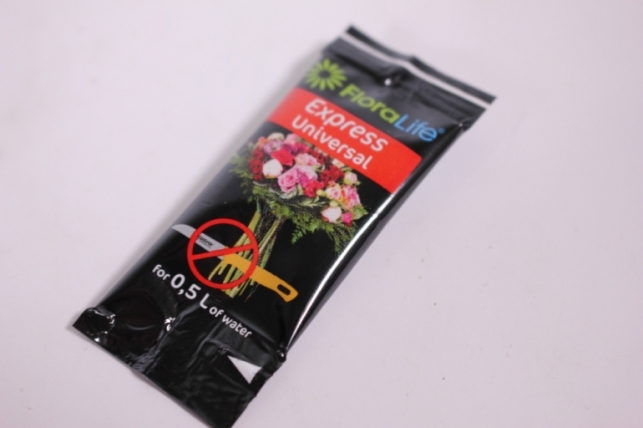 FloraLife®
Express
Universal
for 0,5 L of water